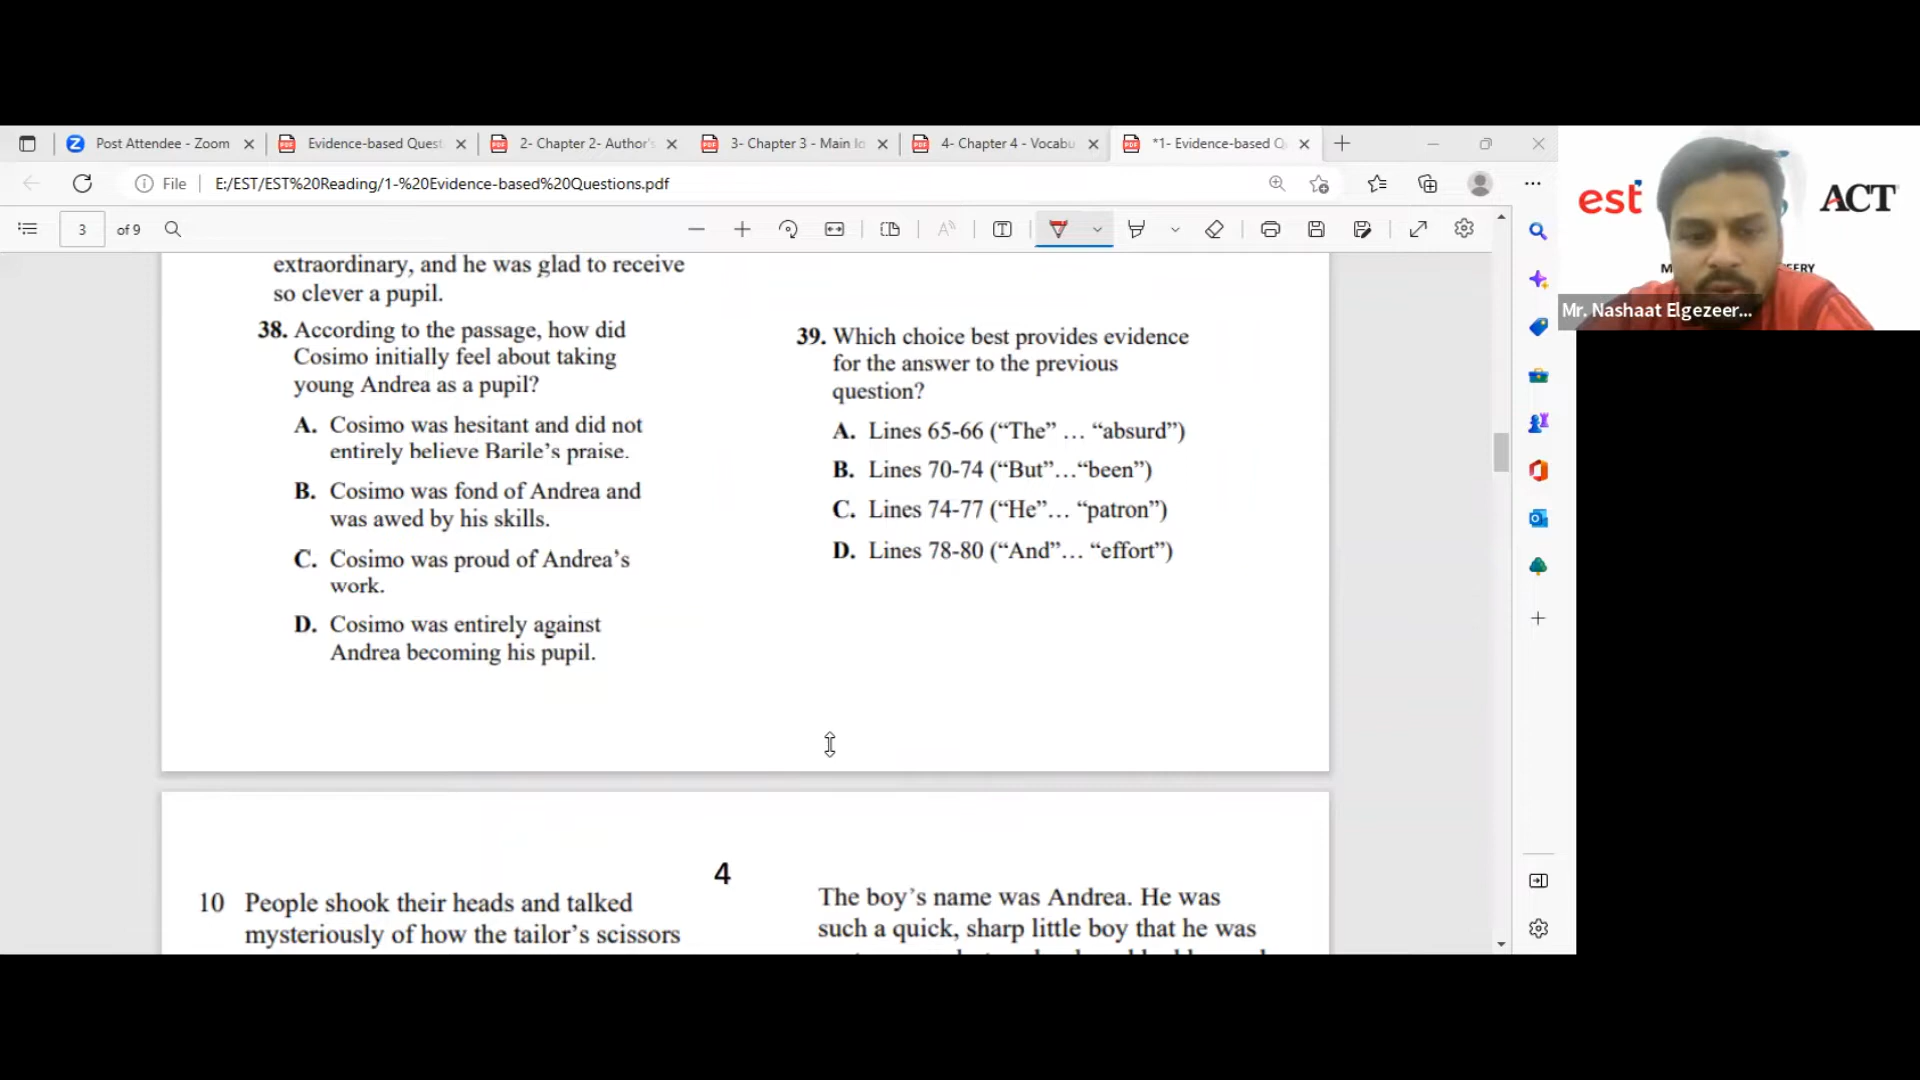 Post Attendee - Zoom
Evidence-based Quest
2- Chapter 2- Author's
3- Chapter 3 - Main Io
4- Chapter 4 - Vocabu
*1- Evidence-based Q
File
E:/EST/EST%20Reading/1-%20Evidence-based%20Questions.pdf
3 of 9
est
ACT
Mr. Nashaat Elgezeer...
extraordinary, and he was glad to receive
so clever a pupil.
38. According to the passage, how did
Cosimo initially feel about taking
young Andrea as a pupil?
A. Cosimo was hesitant and did not
entirely believe Barile's praise.
B. Cosimo was fond of Andrea and
was awed by his skills.
C. Cosimo was proud of Andrea's
work.
D. Cosimo was entirely against
Andrea becoming his pupil.
39. Which choice best provides evidence
for the answer to the previous
question?
A. Lines 65-66 (“The” … “absurd”)
B. Lines 70-74 (“But”…“been”)
C. Lines 74-77 (“He”… “patron”)
D. Lines 78-80 (“And”… “effort”)
4
10 People shook their heads and talked
mysteriously of how the tailor's scissors
The boy's name was Andrea. He was
such a quick, sharp little boy that he was